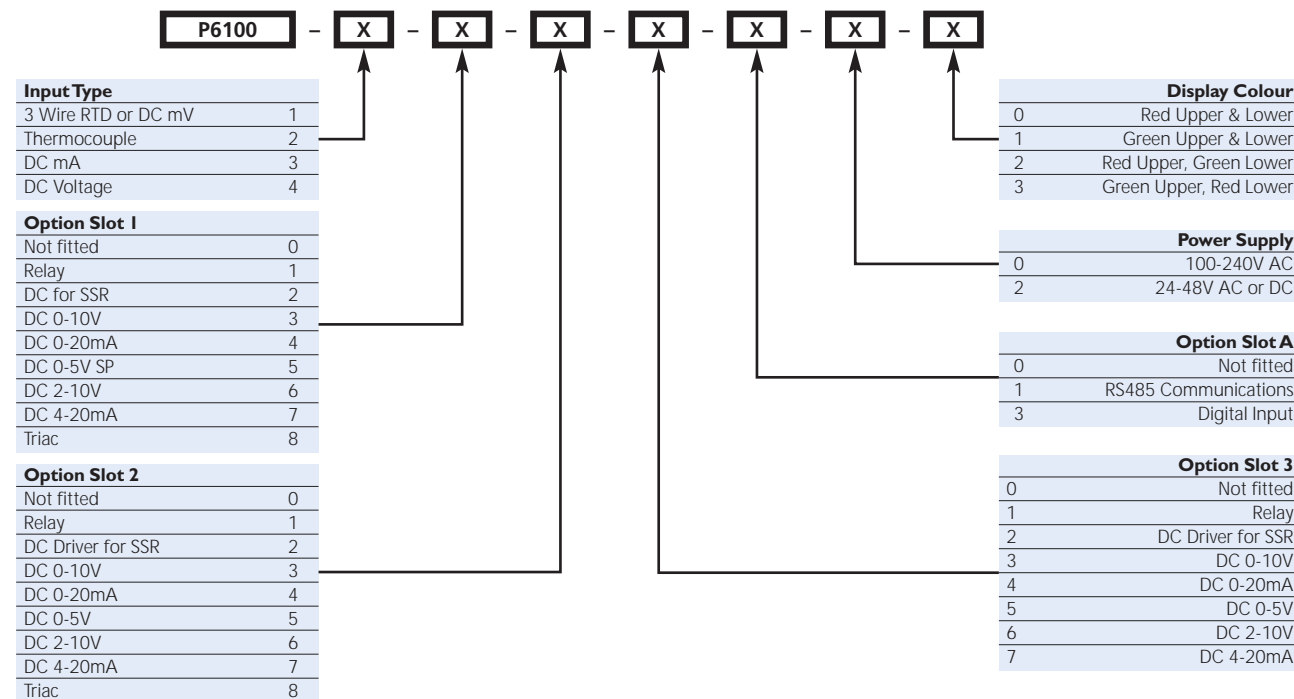 P6100 – X – X – X – X – X – X – X
Input Type
3 Wire RTD or DC mV 1
Thermocouple 2
DC mA 3
DC Voltage 4
Option Slot 1
Not fitted 0
Relay 1
DC for SSR 2
DC 0-10V 3
DC 0-20mA 4
DC 0-5V SP 5
DC 2-10V 6
DC 4-20mA 7
Triac 8
Option Slot 2
Not fitted 0
Relay 1
DC Driver for SSR 2
DC 0-10V 3
DC 0-20mA 4
DC 0-5V 5
DC 2-10V 6
DC 4-20mA 7
Triac 8
Display Colour
0 Red Upper & Lower
1 Green Upper & Lower
2 Red Upper, Green Lower
3 Green Upper, Red Lower
Power Supply
0 100-240V AC
2 24-48V AC or DC
Option Slot A
0 Not fitted
1 RS485 Communications
3 Digital Input
Option Slot 3
0 Not fitted
1 Relay
2 DC Driver for SSR
3 DC 0-10V
4 DC 0-20mA
5 DC 0-5V
6 DC 2-10V
7 DC 4-20mA